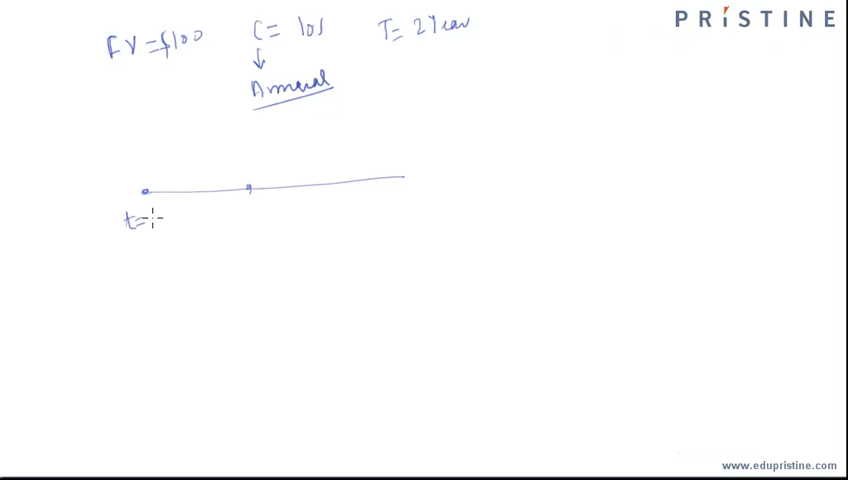 PRISTINE
FV = $100 C = 10% T = 2 Year
↓
Annual
t =
www.edupristine.com